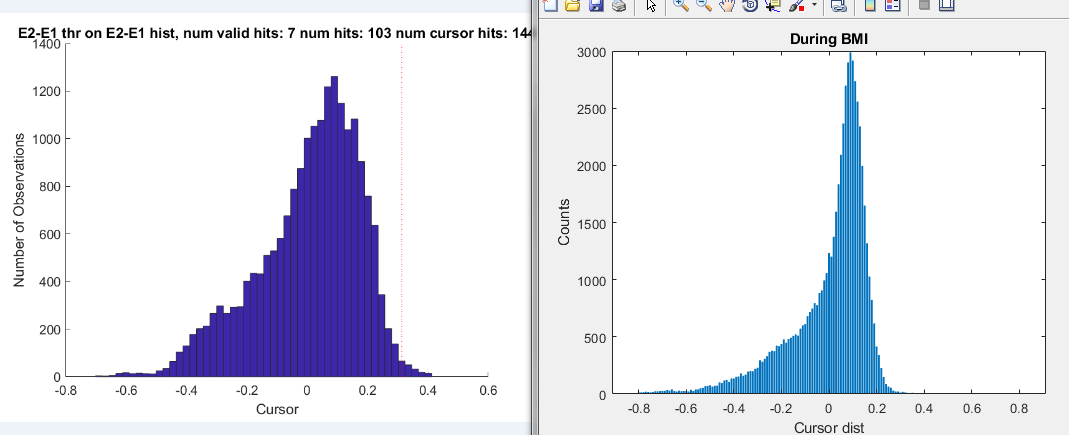 E2-E1 thr on E2-E1 hist, num valid hits: 7 num hits: 103 num cursor hits: 144
1400
1200
1000
800
600
400
200
0
Number of Observations
-0.8 -0.6 -0.4 -0.2 0 0.2 0.4 0.6
Cursor
During BMI
3000
2500
2000
1500
1000
500
0
Counts
-0.8 -0.6 -0.4 -0.2 0 0.2 0.4 0.6 0.8
Cursor dist